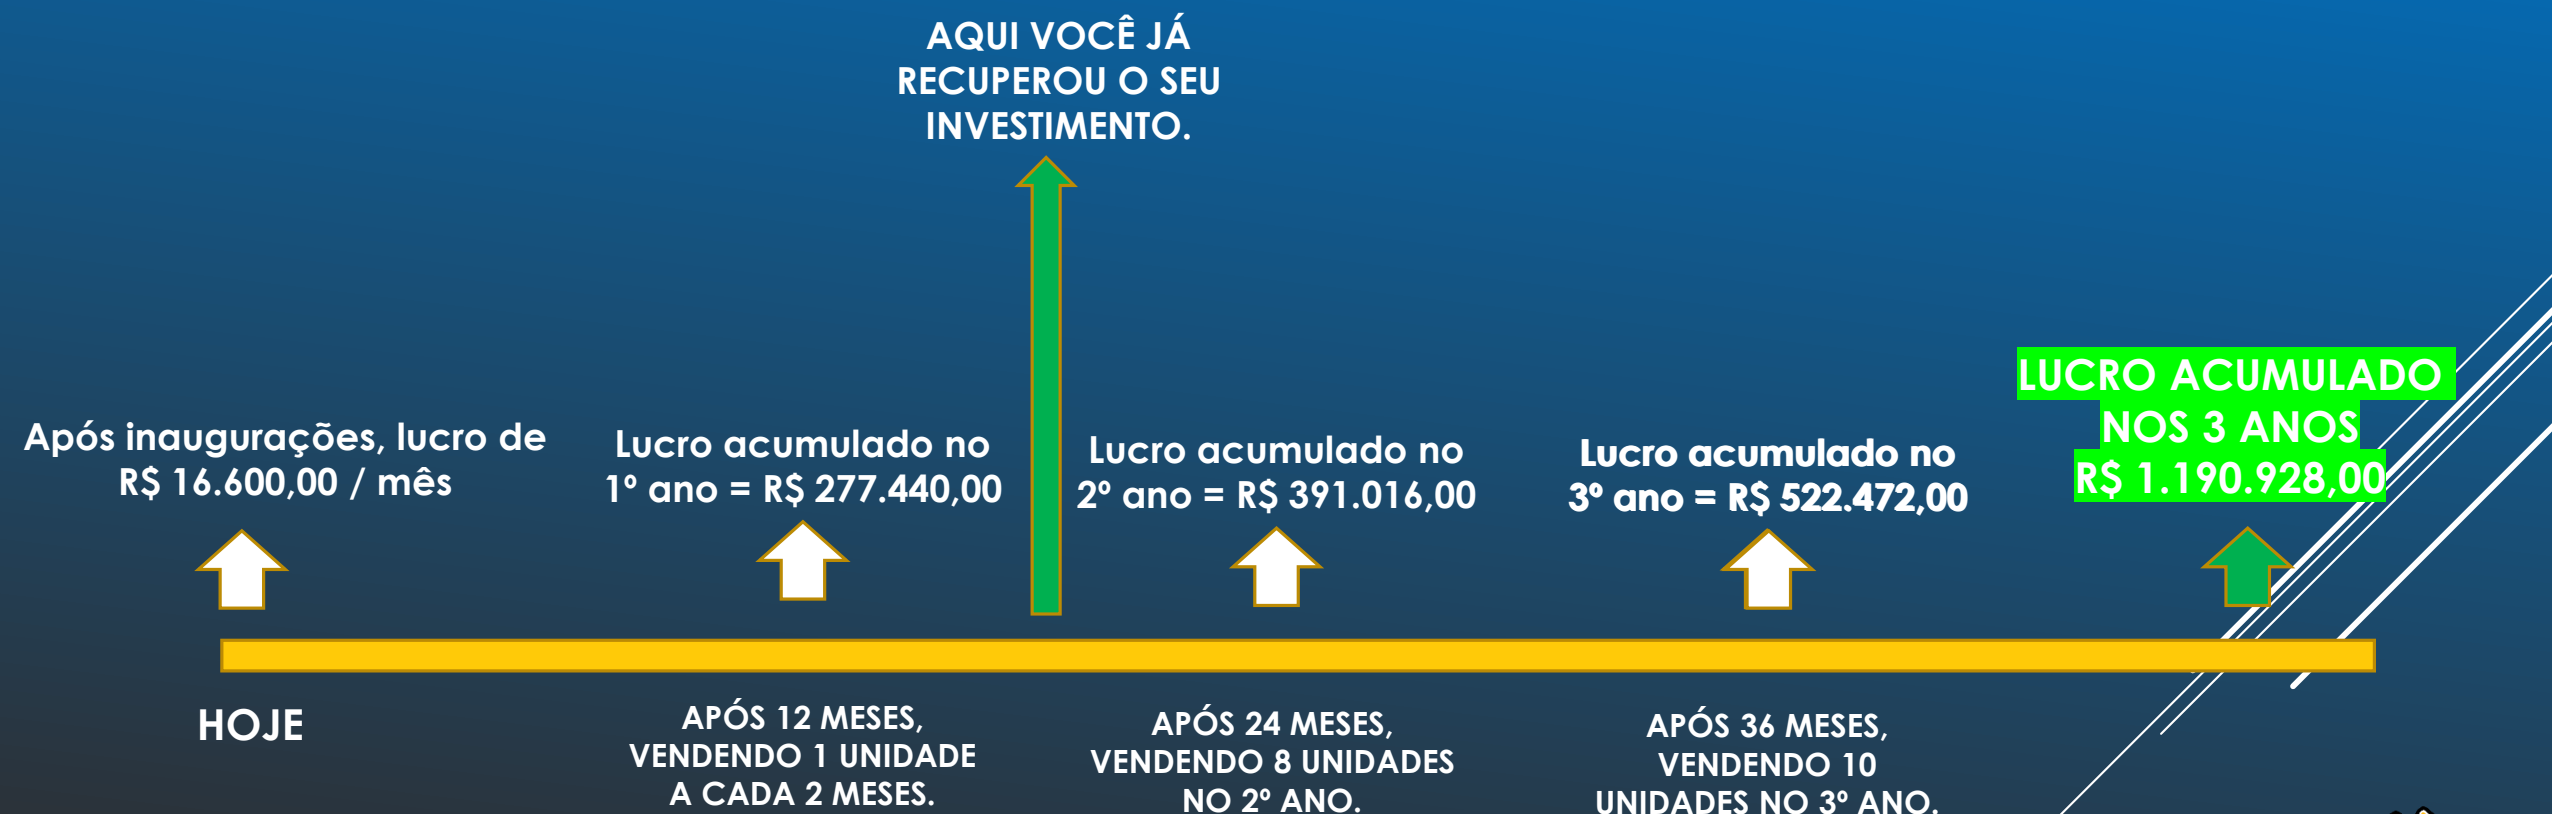 AQUI VOCÊ JÁ
RECUPEROU O SEU
INVESTIMENTO.
Após inaugurações, lucro de
R$ 16.600,00 / mês
Lucro acumulado no
1º ano = R$ 277.440,00
Lucro acumulado no
2º ano = R$ 391.016,00
Lucro acumulado no
3º ano = R$ 522.472,00
LUCRO ACUMULADO
NOS 3 ANOS
R$ 1.190.928,00
HOJE
APÓS 12 MESES,
VENDENDO 1 UNIDADE
A CADA 2 MESES.
APÓS 24 MESES,
VENDENDO 8 UNIDADES
NO 2º ANO.
APÓS 36 MESES,
VENDENDO 10
UNIDADES NO 3º ANO.